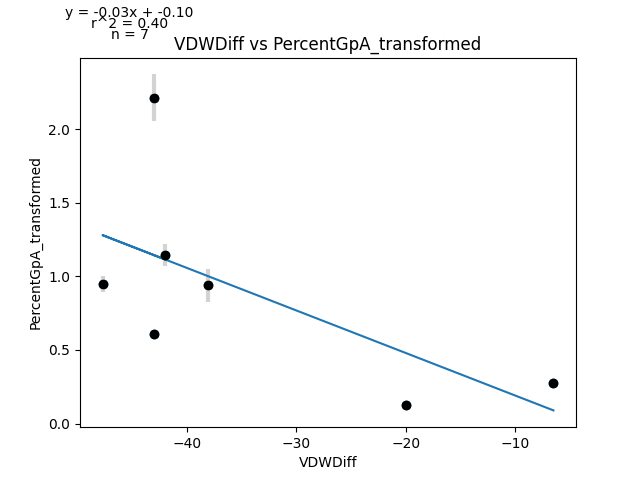 y = -0.03x + -0.10
r^2 = 0.40
n = 7
VDWDiff vs PercentGpA_transformed
PercentGpA_transformed
2.0
1.5
1.0
0.5
0.0
−40
−30
−20
−10
VDWDiff